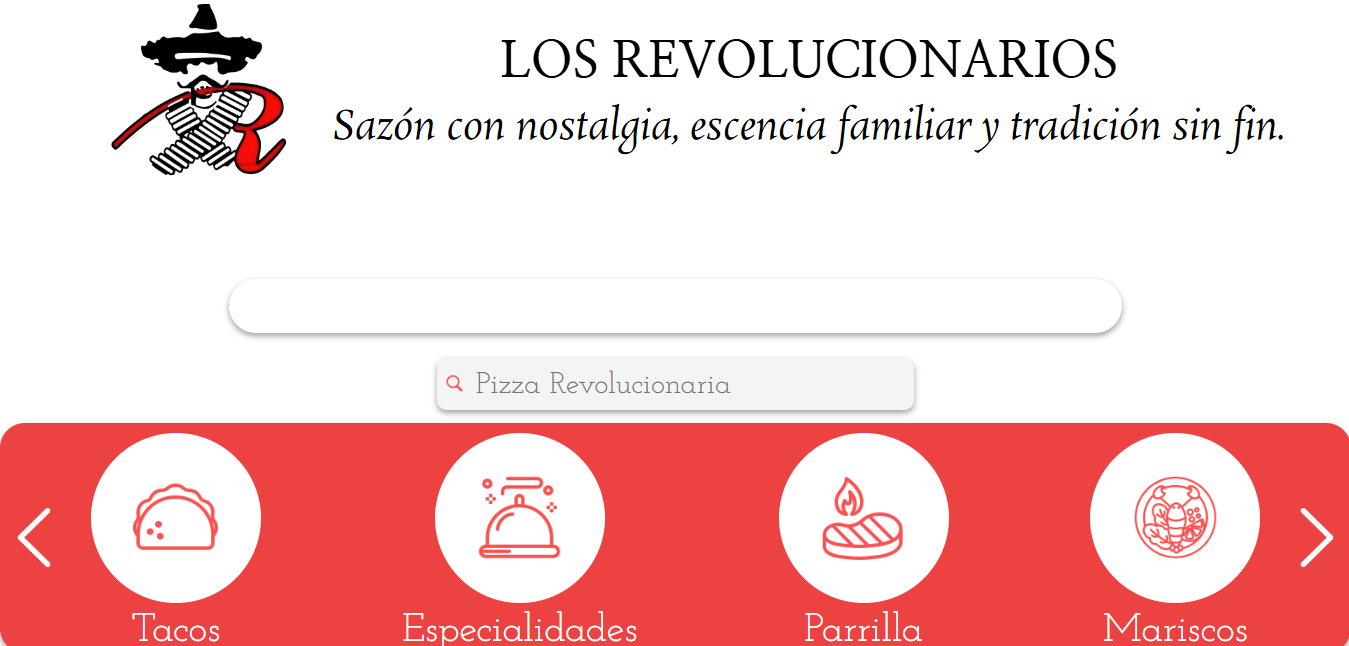 LOS REVOLUCIONARIOS
Sazón con nostalgia, escencia familiar y tradición sin fin.
Pizza Revolucionaria
Tacos
Especialidades
Parrilla
Mariscos